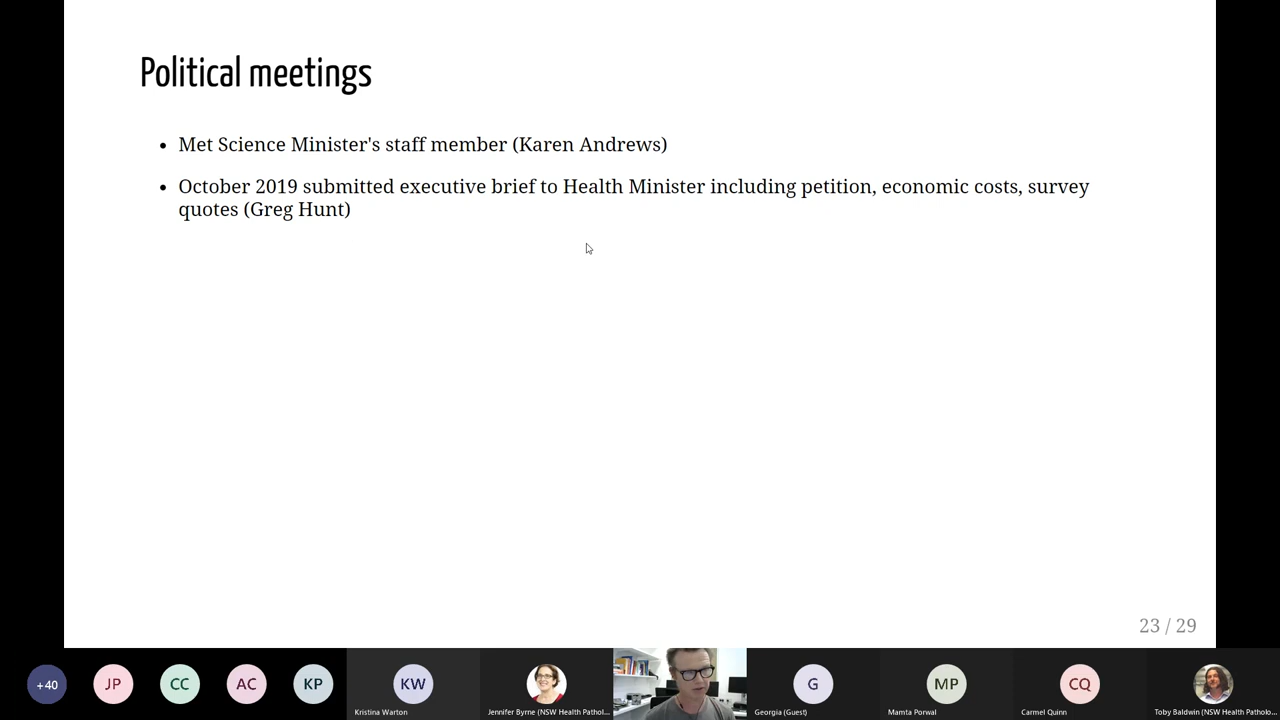 Political meetings
Met Science Minister's staff member (Karen Andrews)
October 2019 submitted executive brief to Health Minister including petition, economic costs, survey
quotes (Greg Hunt)
23 / 29
+40
JP
CC
AC
KP
KW
G
MP
CQ
Kristina Warton
Jennifer Byrne (NSW Health Pathol...
Georgia (Guest)
Mamta Porwal
Carmel Quinn
Toby Baldwin (NSW Health Patholo...